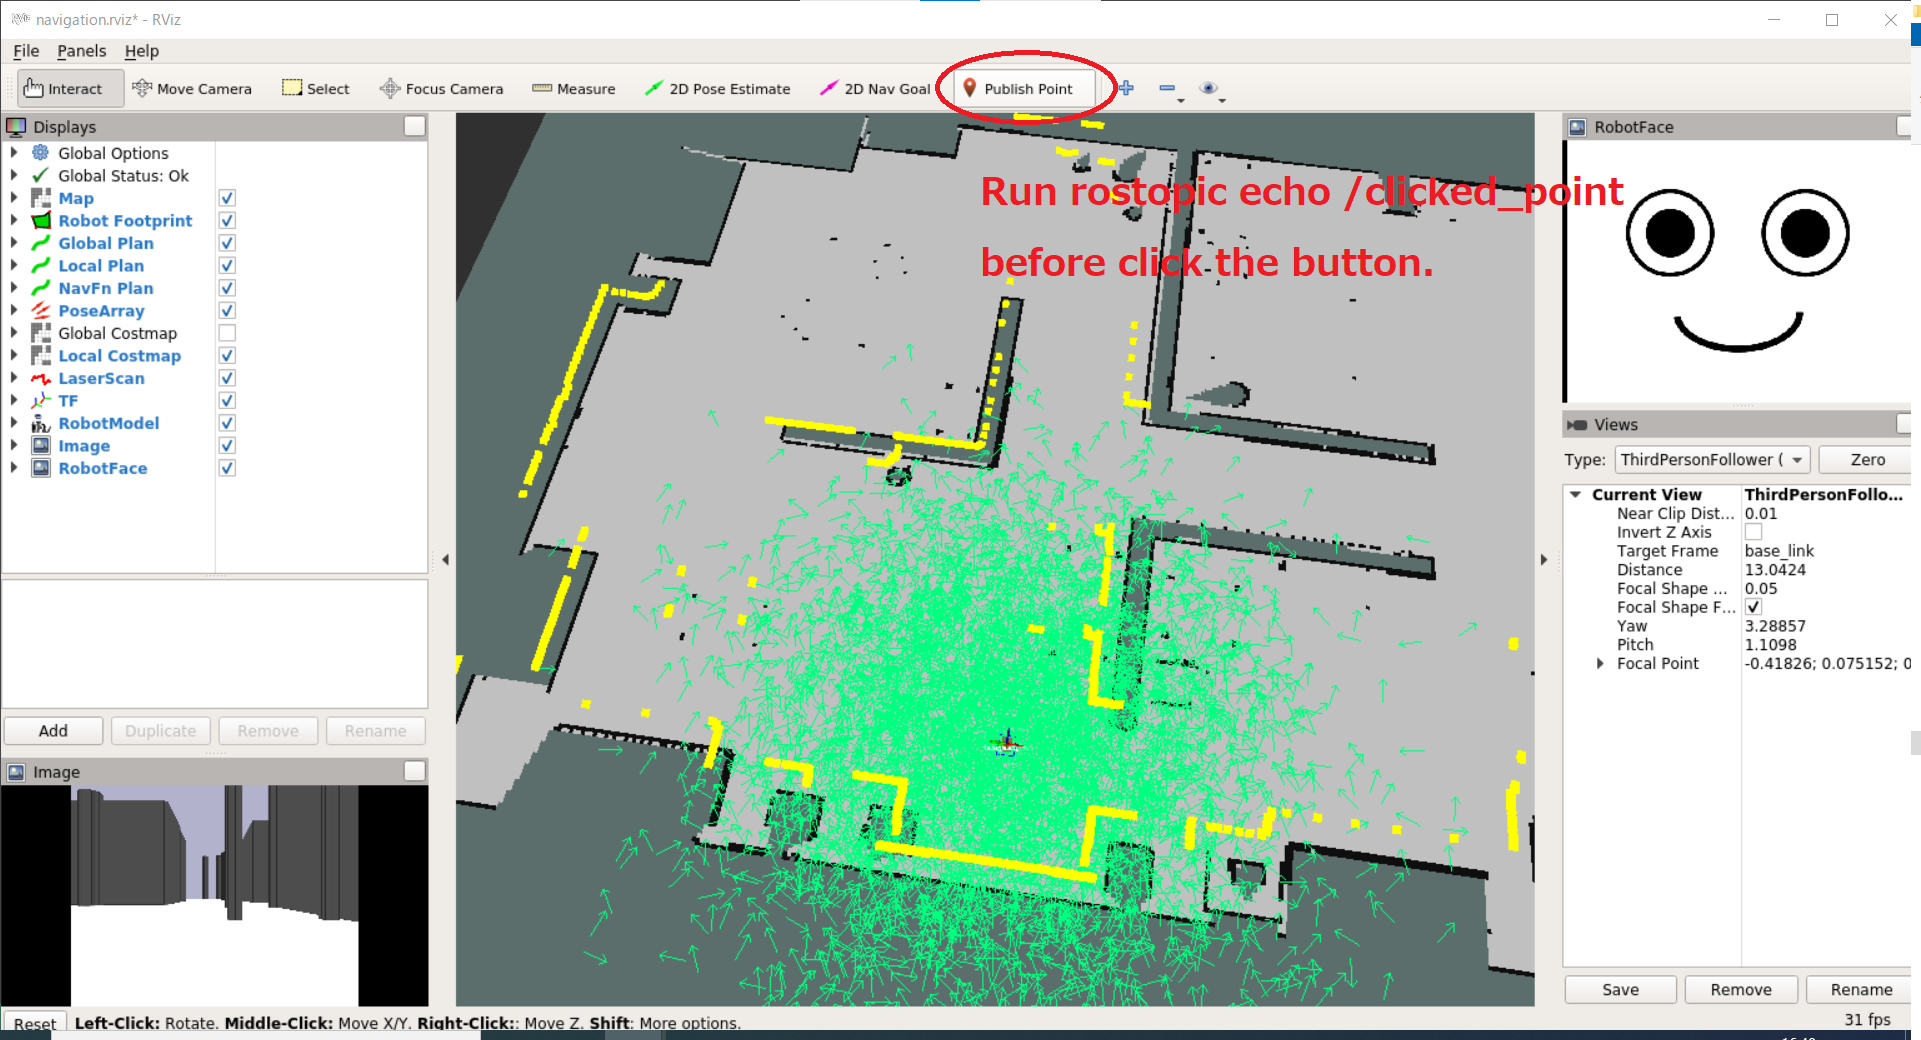 navigation.rviz* - RViz
File Panels Help
Interact Move Camera Select Focus Camera Measure 2D Pose Estimate 2D Nav Goal Publish Point
Displays
Global Options
Global Status: Ok
Map
Robot Footprint
Global Plan
Local Plan
NavFn Plan
PoseArray
Global Costmap
Local Costmap
LaserScan
TF
RobotModel
Image
RobotFace
Add Duplicate Remove Rename
Image
Run rostopic echo /clicked_point
before click the button.
RobotFace
Views
Type: ThirdPersonFollower ( Zero
Current View ThirdPersonFollo...
Near Clip Dist... 0.01
Invert Z Axis
Target Frame base_link
Distance 13.0424
Focal Shape ... 0.05
Focal Shape F...
Yaw 3.28857
Pitch 1.1098
Focal Point -0.41826; 0.075152; 0
Save Remove Rename
Reset Left-Click: Rotate. Middle-Click: Move X/Y. Right-Click:: Move Z. Shift: More options.
31 fps